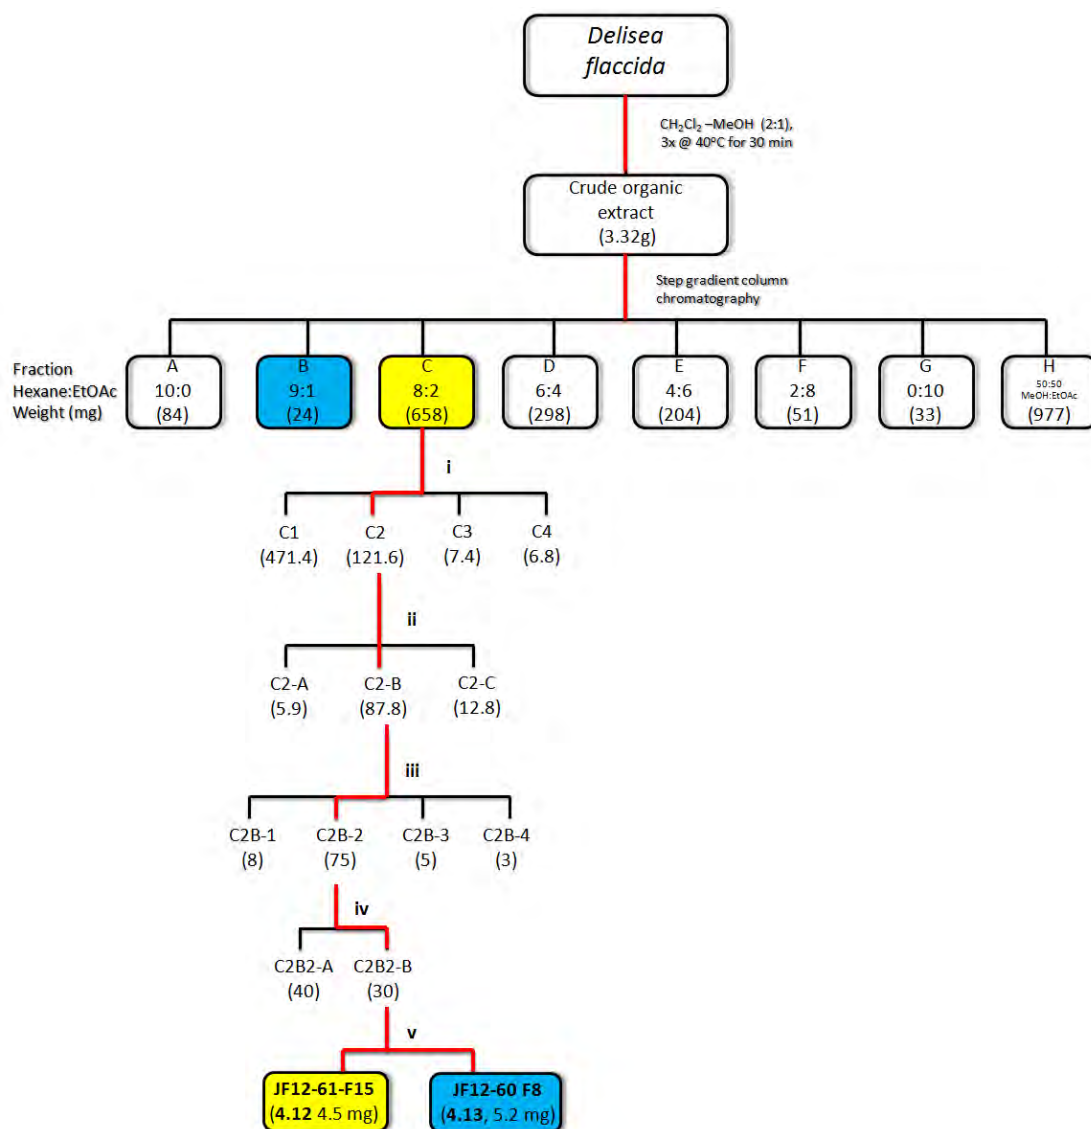 Delisea
flaccida
CH₂Cl₂ –MeOH (2:1),
3x @ 40°C for 30 min
Crude organic
extract
(3.32g)
Step gradient column
chromatography
Fraction
Hexane:EtOAc
Weight (mg)
A
10:0
(84)
B
9:1
(24)
C
8:2
(658)
D
6:4
(298)
E
4:6
(204)
F
2:8
(51)
G
0:10
(33)
H
50:50
MeOH:EtOAc
(977)
i
C1
(471.4)
C2
(121.6)
C3
(7.4)
C4
(6.8)
ii
C2-A
(5.9)
C2-B
(87.8)
C2-C
(12.8)
iii
C2B-1
(8)
C2B-2
(75)
C2B-3
(5)
C2B-4
(3)
iv
C2B2-A
(40)
C2B2-B
(30)
v
JF12-61-F15
(4.12 4.5 mg)
JF12-60 F8
(4.13, 5.2 mg)